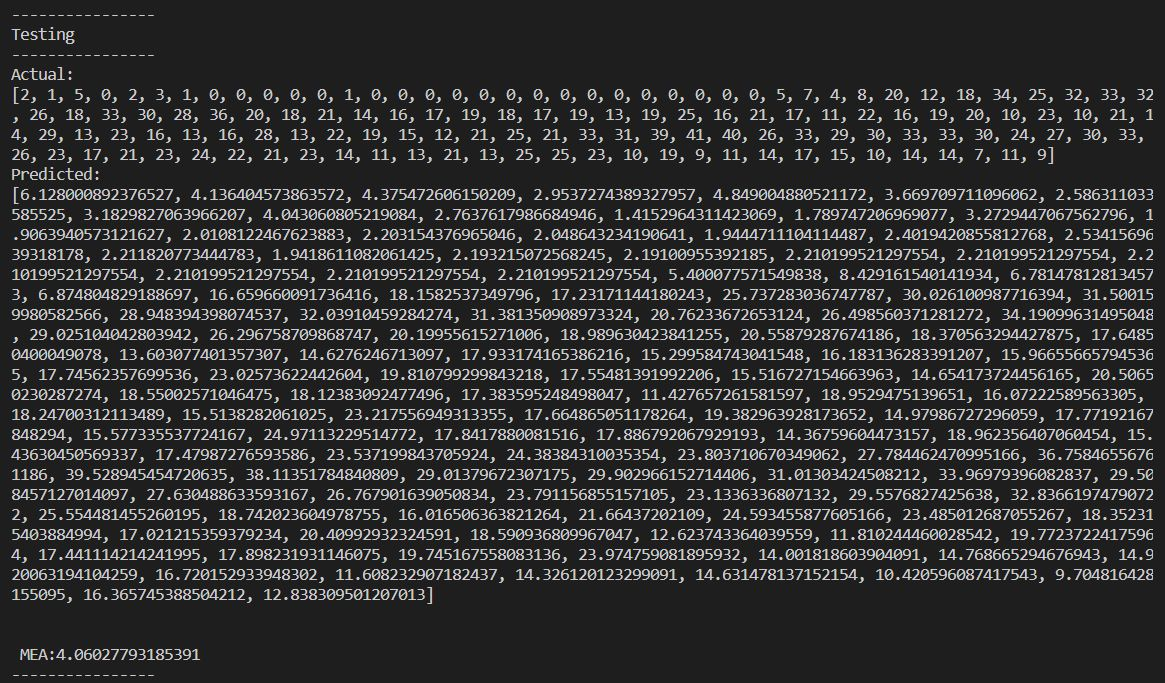 ----------------
Testing
----------------
Actual:
[2, 1, 5, 0, 2, 3, 1, 0, 0, 0, 0, 0, 1, 0, 0, 0, 0, 0, 0, 0, 0, 0, 0, 0, 0, 0, 0, 0, 5, 7, 4, 8, 20, 12, 18, 34, 25, 32, 33, 32
, 26, 18, 33, 30, 28, 36, 20, 18, 21, 14, 16, 17, 19, 18, 17, 19, 13, 19, 25, 16, 21, 17, 11, 22, 16, 19, 20, 10, 23, 10, 21, 1
4, 29, 13, 23, 16, 13, 16, 28, 13, 22, 19, 15, 12, 21, 25, 21, 33, 31, 39, 41, 40, 26, 33, 29, 30, 33, 33, 30, 24, 27, 30, 33,
26, 23, 17, 21, 23, 24, 22, 21, 23, 14, 11, 13, 21, 13, 25, 25, 23, 10, 19, 9, 11, 14, 17, 15, 10, 14, 14, 7, 11, 9]
Predicted:
[6.128000892376527, 4.136404573863572, 4.375472606150209, 2.9537274389327957, 4.849004880521172, 3.669709711096062, 2.586311033
585525, 3.1829827063966207, 4.043060805219084, 2.7637617986684946, 1.4152964311423069, 1.789747206969077, 3.2729447067562796, 1
.9063940573121627, 2.0108122467623883, 2.203154376965046, 2.048643234190641, 1.9444711104114487, 2.4019420855812768, 2.53415696
39318178, 2.211820773444783, 1.9418611082061425, 2.193215072568245, 2.19100955392185, 2.210199521297554, 2.210199521297554, 2.2
10199521297554, 2.210199521297554, 2.210199521297554, 2.210199521297554, 5.400077571549838, 8.429161540141934, 6.78147812813457
3, 6.874804829188697, 16.659660091736416, 18.1582537349796, 17.23171144180243, 25.737283036747787, 30.026100987716394, 31.50015
9980582566, 28.948394398074537, 32.03910459284274, 31.381350908973324, 20.76233672653124, 26.498560371281272, 34.19099631495048
, 29.025104042803942, 26.296758709868747, 20.19955615271006, 18.989630423841255, 20.55879287674186, 18.370563294427875, 17.6485
0400049078, 13.603077401357307, 14.6276246713097, 17.933174165386216, 15.299584743041548, 16.183136283391207, 15.96655665794536
5, 17.74562357699536, 23.02573622442604, 19.810799299843218, 17.55481391992206, 15.516727154663963, 14.654173724456165, 20.5065
0230287274, 18.55002571046475, 18.12383092477496, 17.383595248498047, 11.427657261581597, 18.9529475139651, 16.07222589563305,
18.24700312113489, 15.5138282061025, 23.217556949313355, 17.664865051178264, 19.382963928173652, 14.97986727296059, 17.77192167
848294, 15.577335537724167, 24.97113229514772, 17.8417880081516, 17.886792067929193, 14.36759604473157, 18.962356407060454, 15.
43630450569337, 17.47987276593586, 23.537199843705924, 24.38384310035354, 23.803710670349062, 27.784462470995166, 36.7584655676
1186, 39.528945454720635, 38.11351784840809, 29.01379672307175, 29.902966152714406, 31.01303424508212, 33.96979396082837, 29.50
8457127014097, 27.630488633593167, 26.767901639050834, 23.791156855157105, 23.1336336807132, 29.5576827425638, 32.8366197479072
2, 25.554481455260195, 18.742023604978755, 16.016506363821264, 21.66437202109, 24.593455877605166, 23.485012687055267, 18.35231
5403884994, 17.021215359379234, 20.40992932324591, 18.590936809967047, 12.623743364039559, 11.810244460028542, 19.7723722417596
4, 17.441114214241995, 17.898231931146075, 19.745167558083136, 23.974759081895932, 14.001818603904091, 14.768665294676943, 14.9
20063194104259, 16.720152933948302, 11.608232907182437, 14.326120123299091, 14.631478137152154, 10.420596087417543, 9.704816428
155095, 16.365745388504212, 12.838309501207013]
MEA:4.06027793185391
----------------